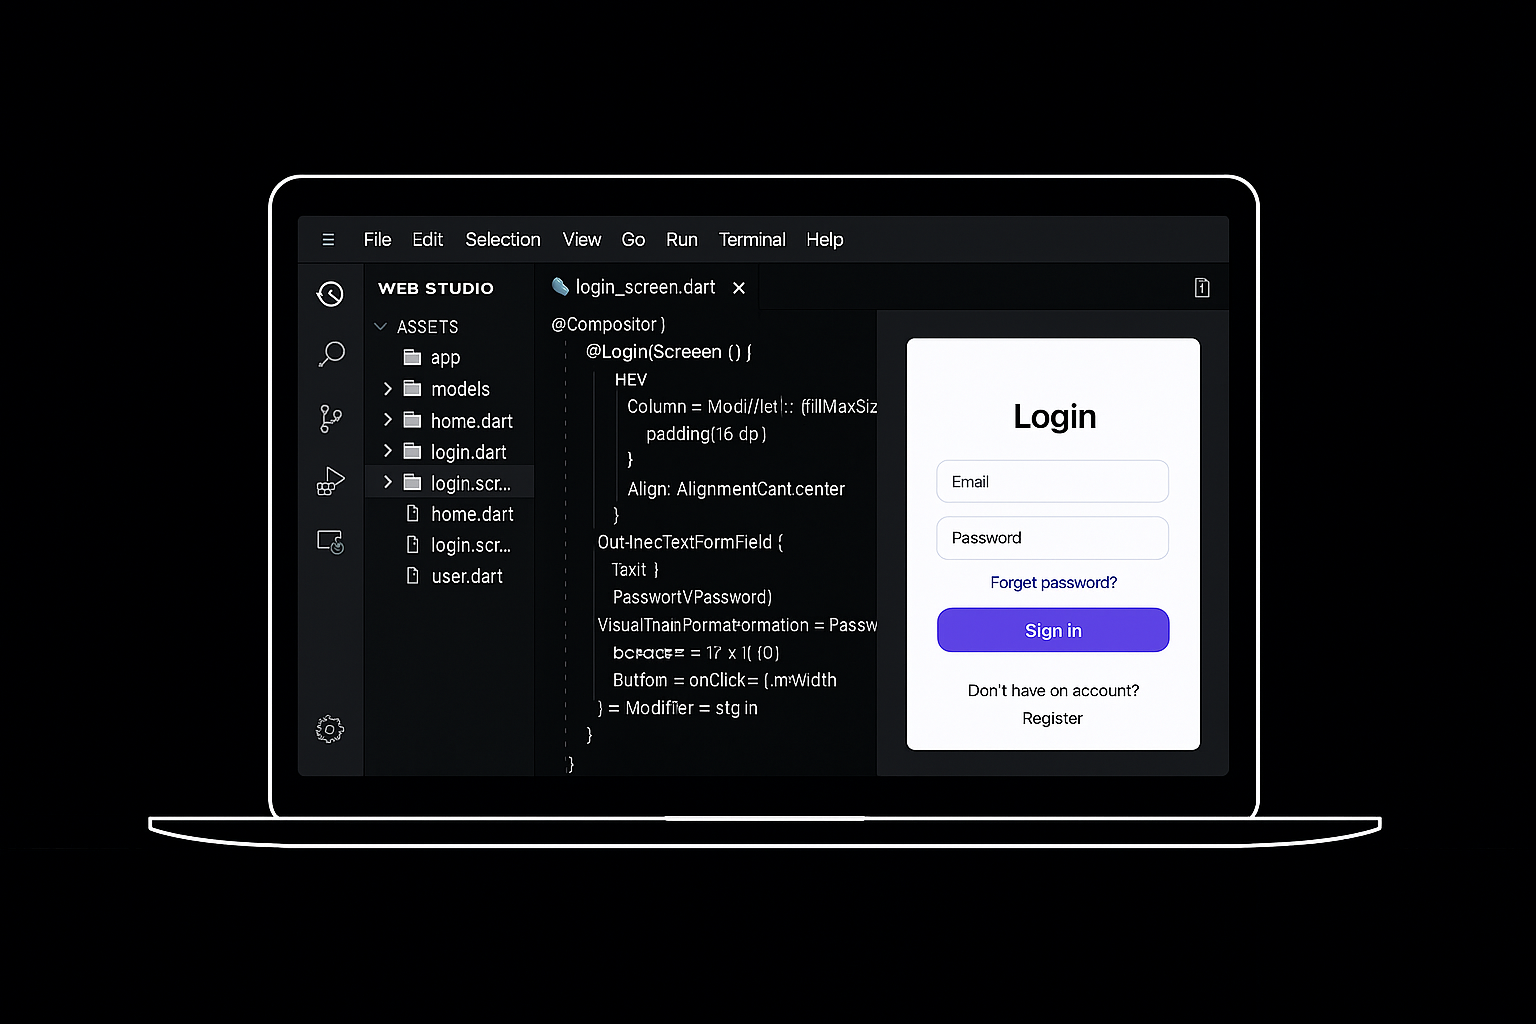 File Edit Selection View Go Run Terminal Help
WEB STUDIO
ASSETS
app
models
home.dart
login.dart
login.scr...
home.dart
login.scr...
user.dart
login_screen.dart
@Compositor )
@Login(Screeen () {
HEV
Column = Modi//let :: (fillMaxSiz
padding(16 dp )
}
Align: AlignmentCant.center
}
Out-InecTextFormField {
Taxit }
PasswortVPassword)
= Passw
= 17 x 1( (0)
Butfom = onClick= (.m Width
} = Modifier = stg in
}
}
Login
Email
Password
Forget password?
Sign in
Don't have on account?
Register